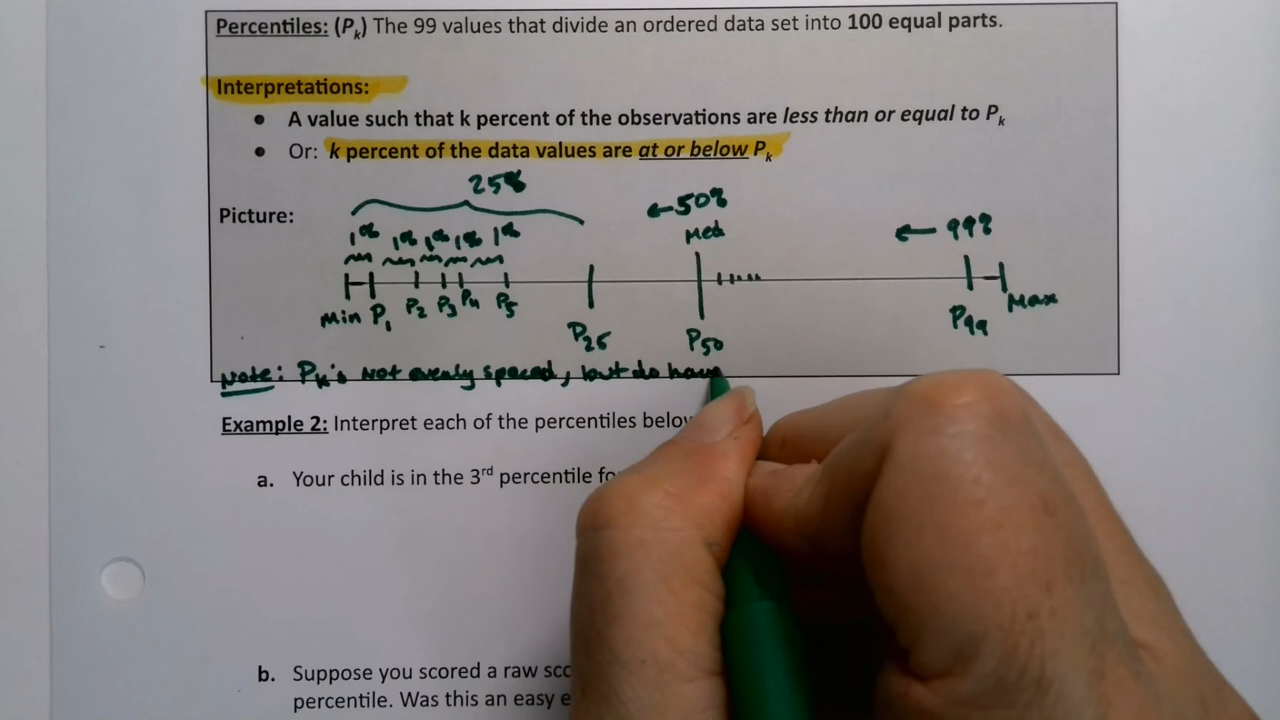 Percentiles: (Pk) The 99 values that divide an ordered data set into 100 equal parts.
Interpretations:
• A value such that k percent of the observations are less than or equal to Pk
• Or: k percent of the data values are at or below Pk
25%
Picture:
1% 1% 1% 1% 1%
←50%
Med
← 99%
Min P1 P2 P3 P4 P5
P25
P50
P99
Max
Note: Pk's not evenly spaced, but do have
Example 2: Interpret each of the percentiles below
a. Your child is in the 3rd percentile fo
b. Suppose you scored a raw sco
percentile. Was this an easy e